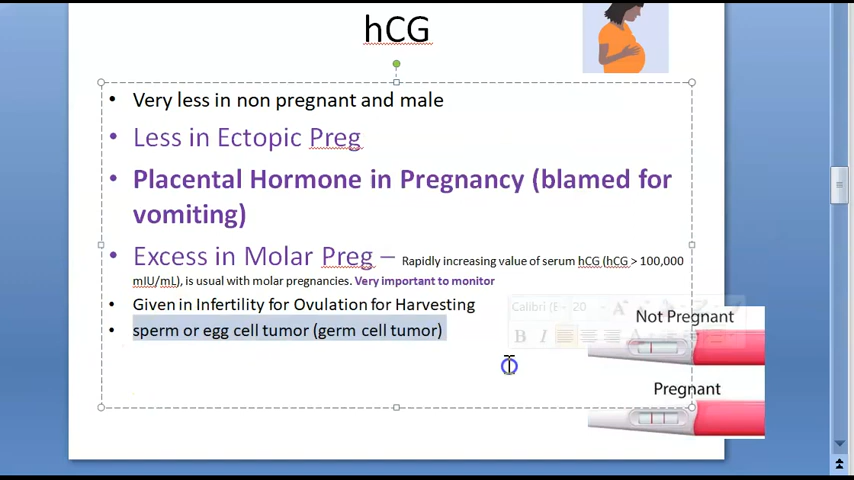 hCG
• Very less in non pregnant and male
• Less in Ectopic Preg
• Placental Hormone in Pregnancy (blamed for
vomiting)
• Excess in Molar Preg – Rapidly increasing value of serum hCG (hCG > 100,000
mIU/mL), is usual with molar pregnancies. Very important to monitor
• Given in Infertility for Ovulation for Harvesting
• sperm or egg cell tumor (germ cell tumor)
Calibri (E 20
B I
Not Pregnant
Pregnant